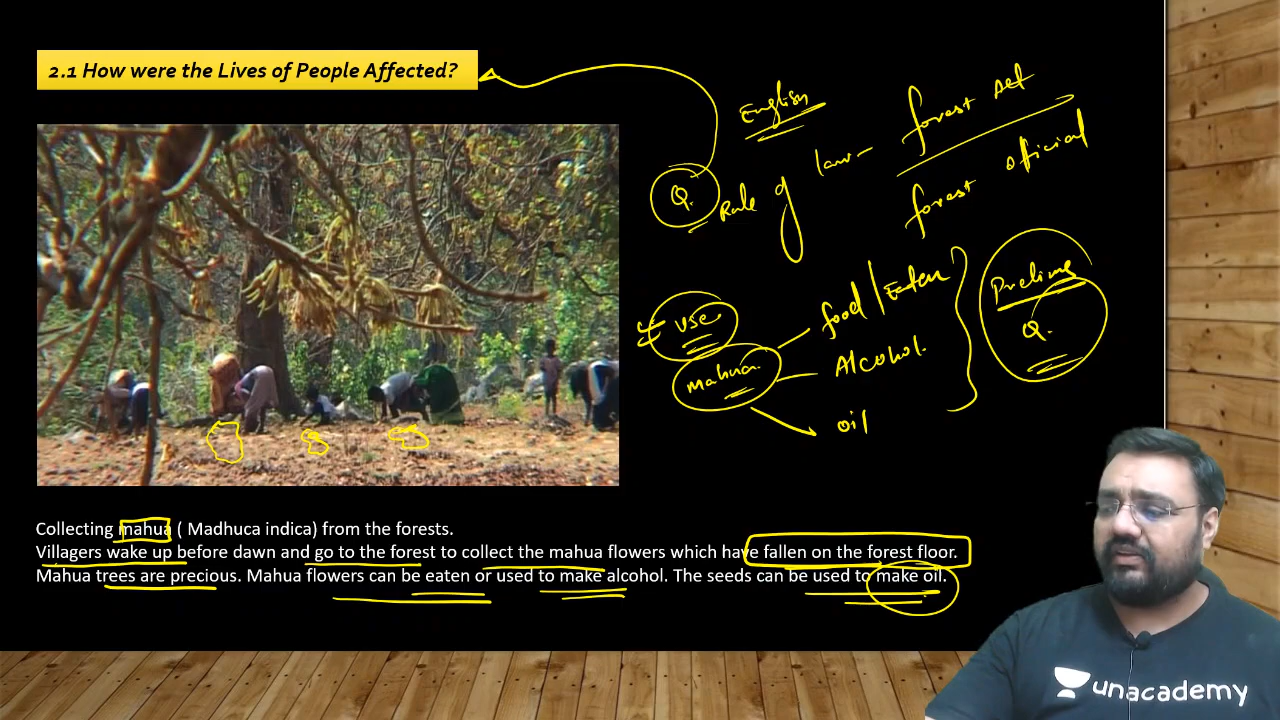 2.1 How were the Lives of People Affected?
English
Q. Rule of law - forest Act
forest official
use
Mahua
food / Eaten
Alcohol.
oil
Prelims
Q.
Collecting mahua ( Madhuca indica) from the forests.
Villagers wake up before dawn and go to the forest to collect the mahua flowers which have fallen on the forest floor.
Mahua trees are precious. Mahua flowers can be eaten or used to make alcohol. The seeds can be used to make oil.
unacademy